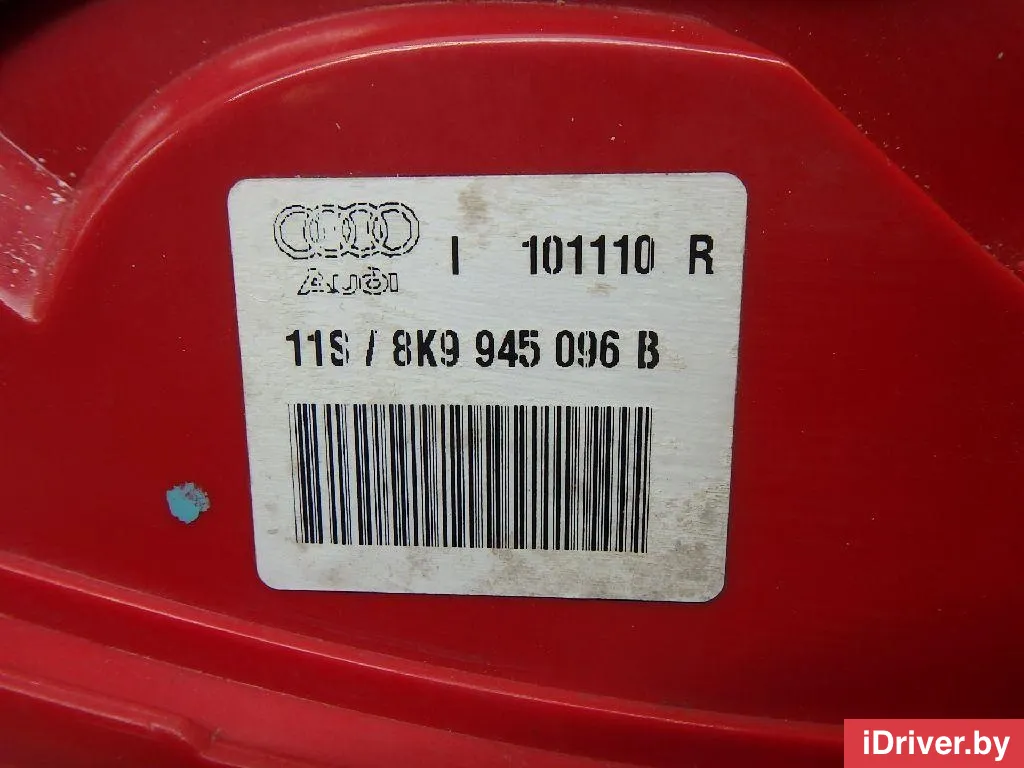 I 101110 R
Audi
11S / 8K9 945 096 B
iDriver.by